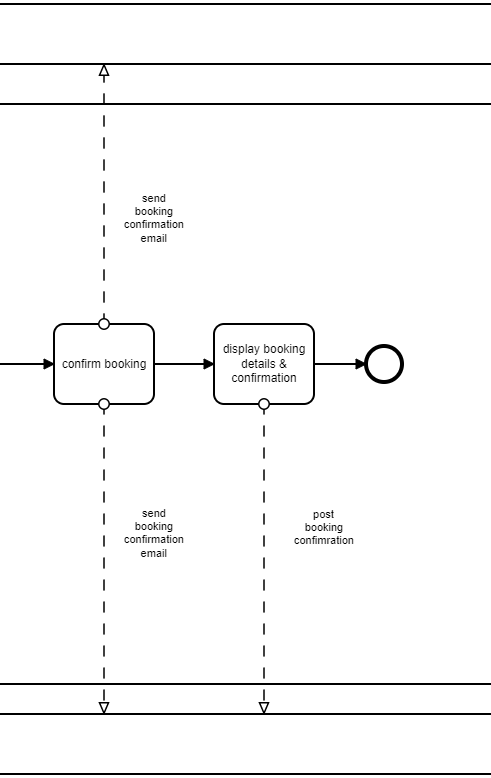 send
booking
confirmation
email
confirm booking
display booking
details &
confirmation
send
booking
confirmation
email
post
booking
confimration